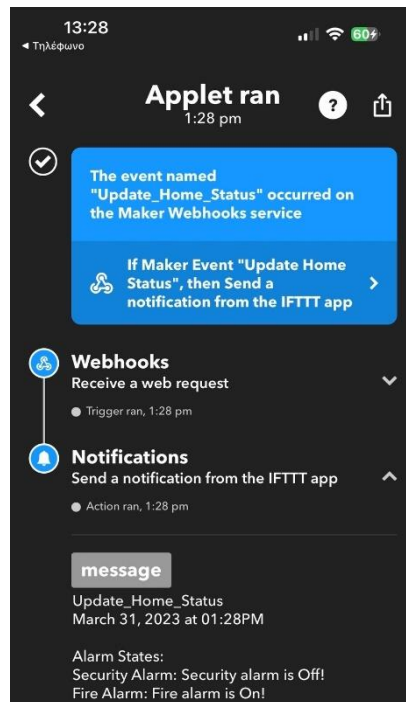 13:28
60
◄ Τηλέφωνο
Applet ran
?
1:28 pm
The event named
"Update_Home_Status" occurred on
the Maker Webhooks service
If Maker Event "Update Home
Status", then Send a
notification from the IFTTT app
Webhooks
Receive a web request
Trigger ran, 1:28 pm
Notifications
Send a notification from the IFTTT app
Action ran, 1:28 pm
message
Update_Home_Status
March 31, 2023 at 01:28PM
Alarm States:
Security Alarm: Security alarm is Off!
Fire Alarm: Fire alarm is On!